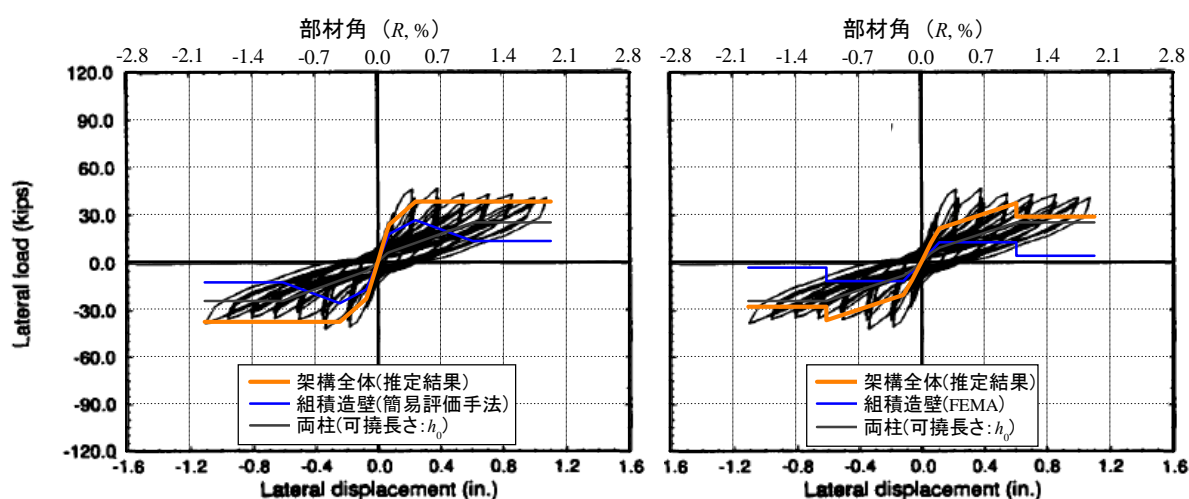 部材角（R, %）
-2.8 -2.1 -1.4 -0.7 0.0 0.7 1.4 2.1 2.8
120.0
90.0
60.0
30.0
0.0
-30.0
-60.0
-90.0
-120.0
Lateral load (kips)
架構全体(推定結果)
組積造壁(簡易評価手法)
両柱(可撓長さ:h0)
-1.6 -1.2 -0.8 -0.4 0.0 0.4 0.8 1.2 1.6
Lateral displacement (in.)
部材角（R, %）
-2.8 -2.1 -1.4 -0.7 0.0 0.7 1.4 2.1 2.8
架構全体(推定結果)
組積造壁(FEMA)
両柱(可撓長さ:h0)
-1.6 -1.2 -0.8 -0.4 0.0 0.4 0.8 1.2 1.6
Lateral displacement (in.)